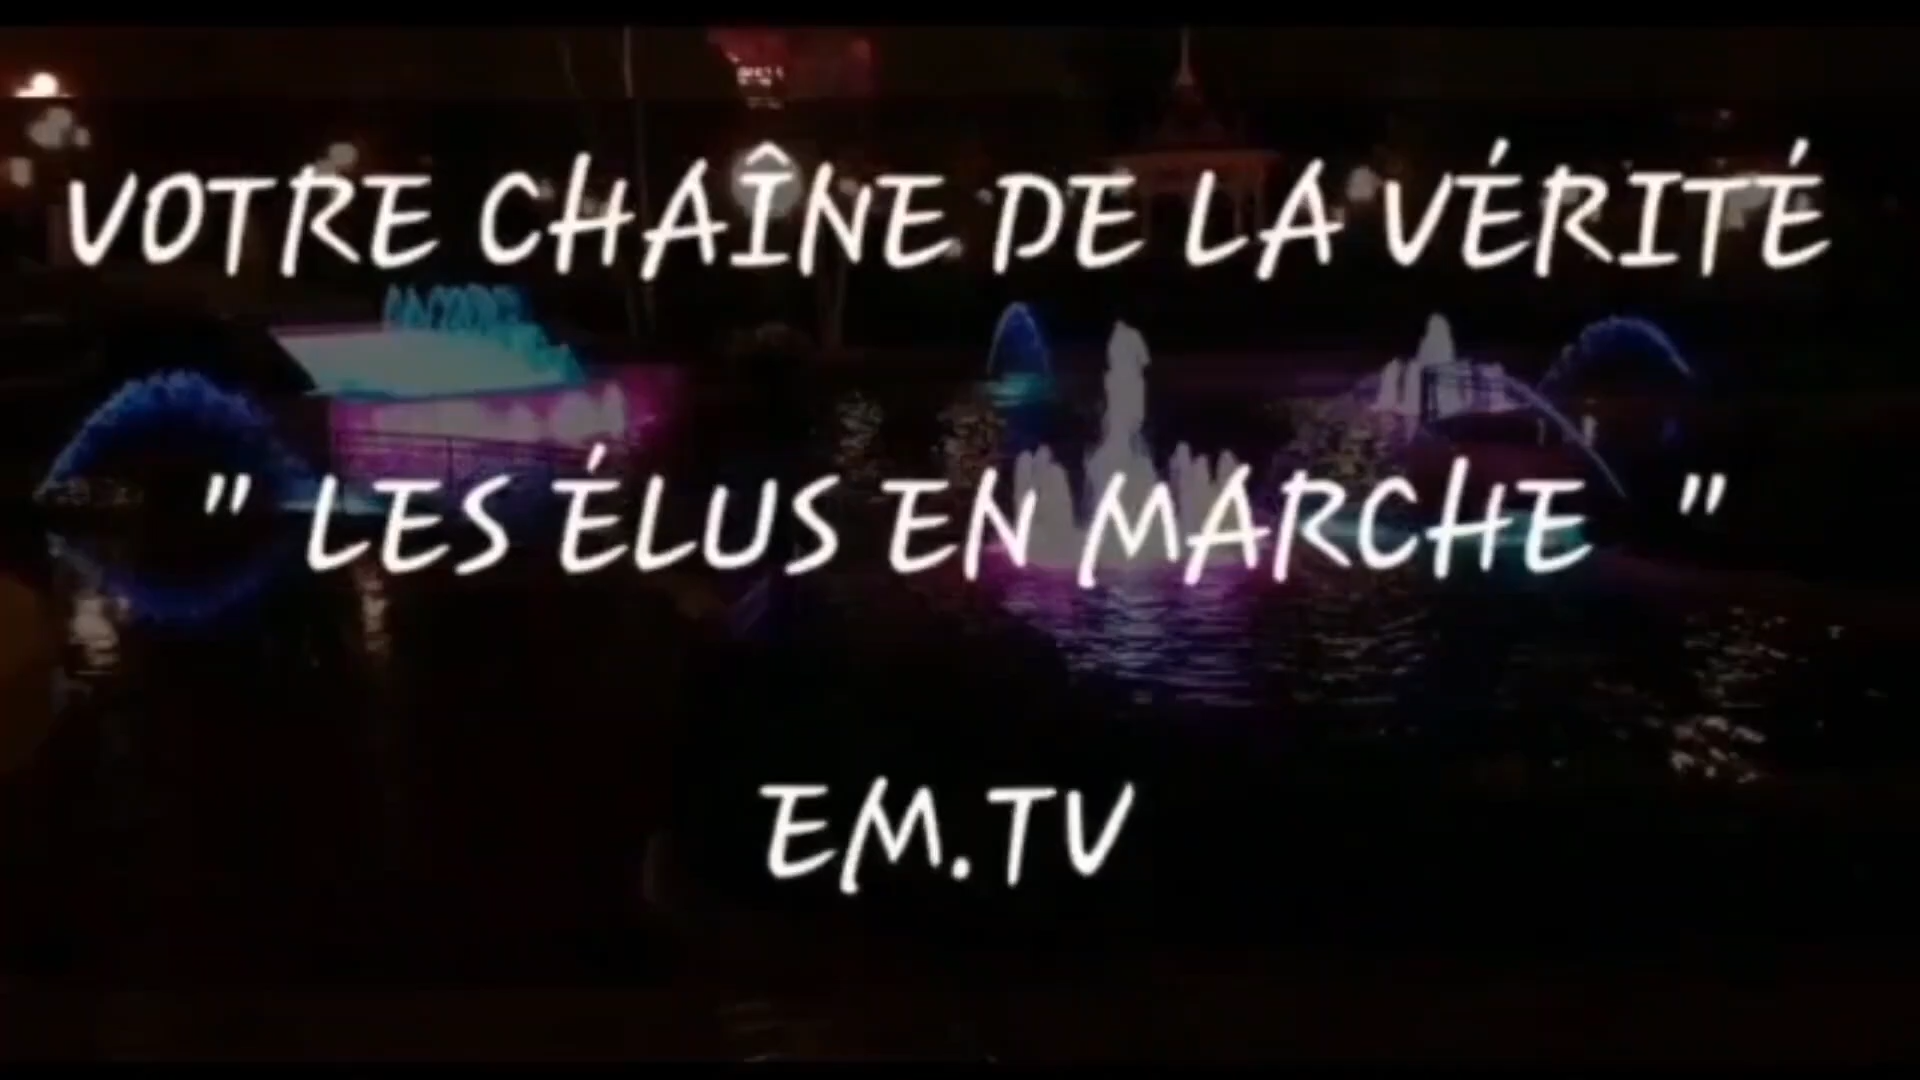 VOTRE CHAÎNE DE LA VÉRITÉ
" LES ÉLUS EN MARCHE "
EM.TV